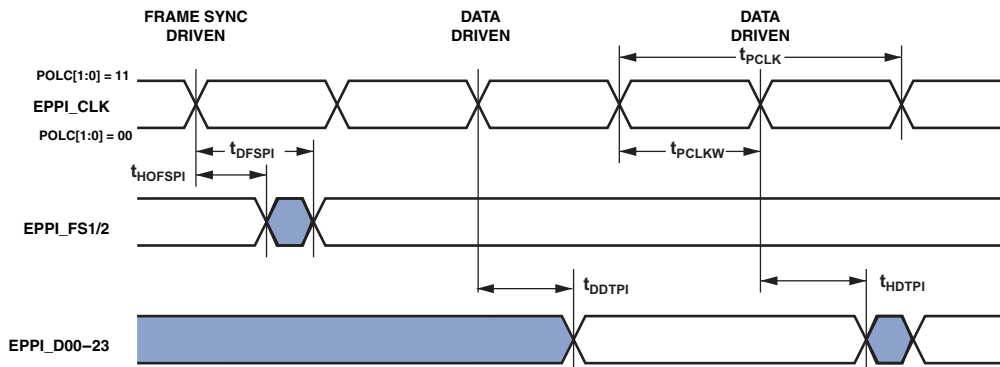 FRAME SYNC
DRIVEN
DATA
DRIVEN
DATA
DRIVEN
tPCLK
POLC[1:0] = 11
EPPI_CLK
POLC[1:0] = 00
tDFSPI
tPCLKW
tHOFSPI
EPPI_FS1/2
tDDTPI
tHDTPI
EPPI_D00–23